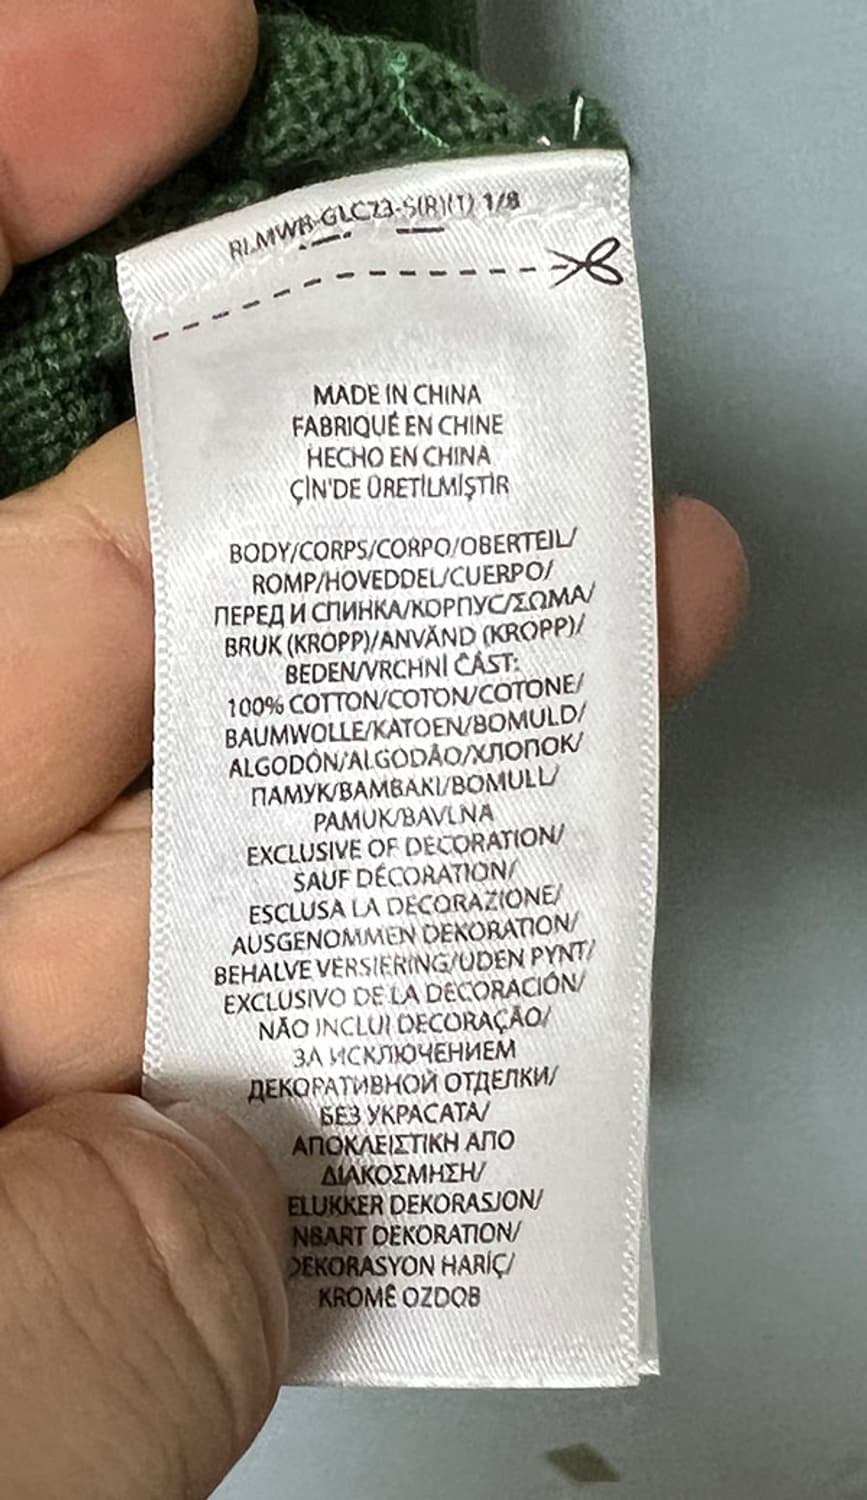 RLMWR-GLC23-S(R)(T) 1/8
MADE IN CHINA
FABRIQUÉ EN CHINE
HECHO EN CHINA
ÇİN'DE ÜRETİLMİŞTİR
BODY/CORPS/CORPO/OBERTEIL/
ROMP/HOVEDDEL/CUERPO/
ПЕРЕД И СПИНКА/КОРПУС/ΣΩΜΑ/
BRUK (KROPP)/ANVÄND (KROPP)/
BEDEN/VRCHNÍ ČÁST:
100% COTTON/COTON/COTONE/
BAUMWOLLE/KATOEN/BOMULD/
ALGODÓN/ALGODÃO/ХЛОПОК/
ПАМУК/ΒΑΜΒΑΚΙ/BOMULL/
PAMUK/BAVLNA
EXCLUSIVE OF DECORATION/
SAUF DÉCORATION/
ESCLUSA LA DECORAZIONE/
AUSGENOMMEN DEKORATION/
BEHALVE VERSIERING/UDEN PYNT/
EXCLUSIVO DE LA DECORACIÓN/
NÃO INCLUI DECORAÇÃO/
ЗА ИСКЛЮЧЕНИЕМ
ДЕКОРАТИВНОЙ ОТДЕЛКИ/
БЕЗ УКРАСАТА/
ΑΠΟΚΛΕΙΣΤΙΚΗ ΑΠΟ
ΔΙΑΚΟΣΜΗΣΗ/
ELUKKER DEKORASJON/
NBART DEKORATION/
DEKORASYON HARİÇ/
KROMĚ OZDOB